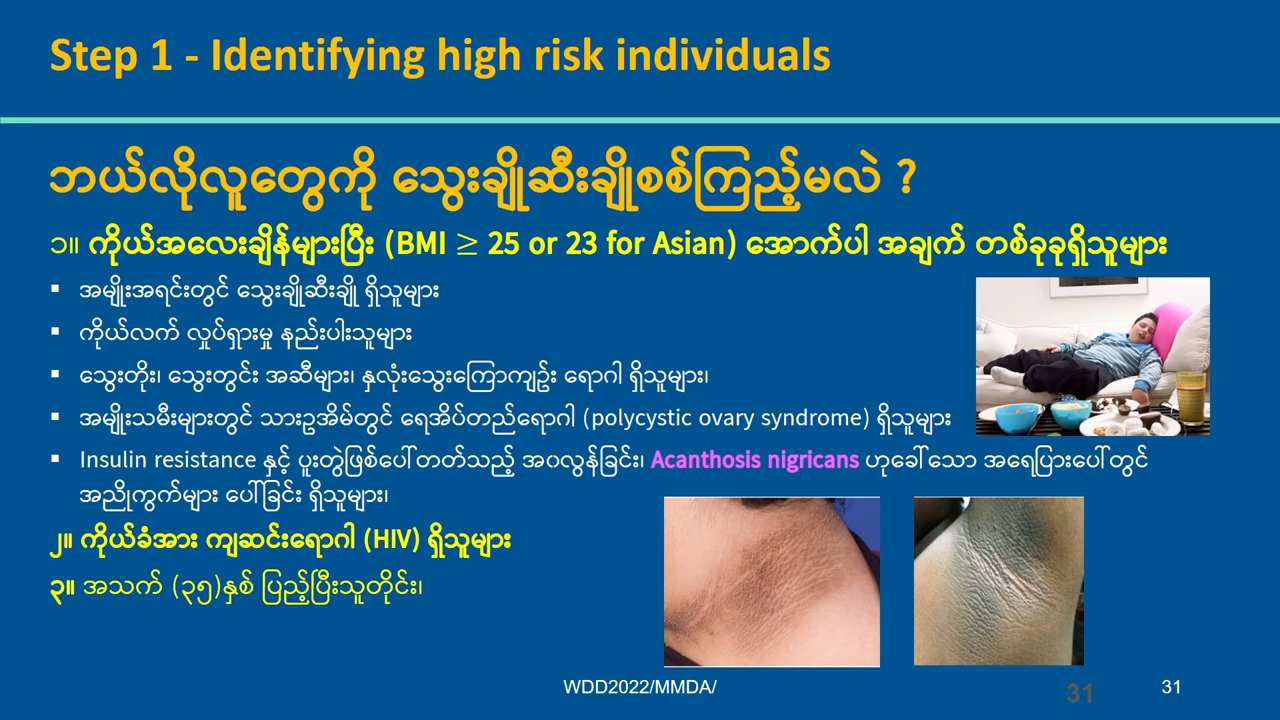 Step 1 - Identifying high risk individuals
ဘယ်လိုလူတွေကို သွေးချိုဆီးချိုစစ်ကြည့်မလဲ ?
၁။ ကိုယ်အလေးချိန်များပြီး (BMI ≥ 25 or 23 for Asian) အောက်ပါ အချက် တစ်ခုခုရှိသူများ
▪ အမျိုးအရင်းတွင် သွေးချိုဆီးချို ရှိသူများ
▪ ကိုယ်လက် လှုပ်ရှားမှု နည်းပါးသူများ
▪ သွေးတိုး၊ သွေးတွင်း အဆီများ၊ နှလုံးသွေးကြောကျဥ်း ရောဂါ ရှိသူများ၊
▪ အမျိုးသမီးများတွင် သားဥအိမ်တွင် ရေအိပ်တည်ရောဂါ (polycystic ovary syndrome) ရှိသူများ
▪ Insulin resistance နှင့် ပူးတွဲဖြစ်ပေါ်တတ်သည့် အ၀လွန်ခြင်း၊ Acanthosis nigricans ဟုခေါ်သော အရေပြားပေါ်တွင်
အညိုကွက်များ ပေါ်ခြင်း ရှိသူများ၊
၂။ ကိုယ်ခံအား ကျဆင်းရောဂါ (HIV) ရှိသူများ
၃။ အသက် (၃၅)နှစ် ပြည့်ပြီးသူတိုင်း၊
WDD2022/MMDA/
31
31